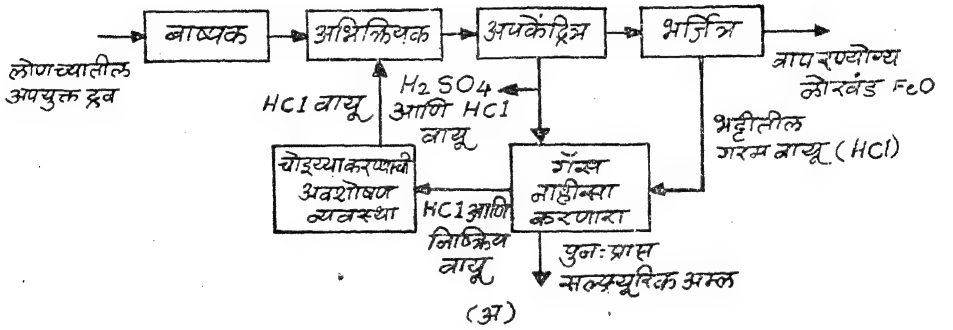 बाष्पक
अभिक्रियक
अपकेंद्रित्र
भर्जित्र
लोणच्यातील
अपयुक्त द्रव
वापरण्योग्य
लोखंड FeO
HCl वायू
H2SO4
आणि HCl
वायू
भट्टीतील
गरम वायू (HCl)
अवशोषण
व्यवस्था
HCl आणि
निष्क्रिय
वायू
गॅस
नाहीन्सा
करणारा
पुनःप्राप्त
सल्फ्यूरिक अम्ल
(अ)